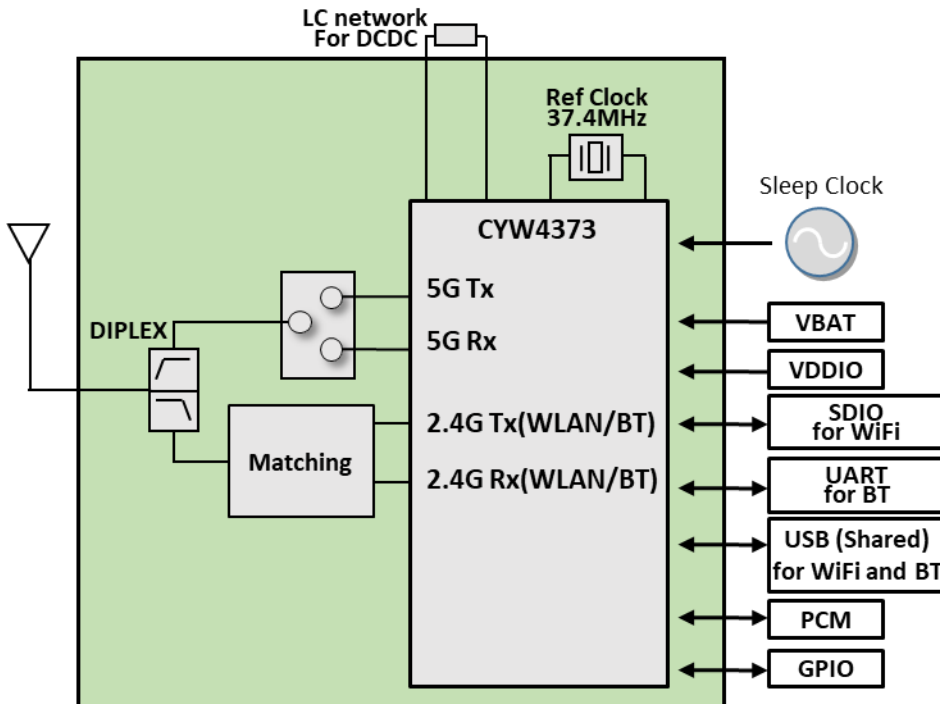 LC network
For DCDC
Ref Clock
37.4MHz
Sleep Clock
CYW4373
5G Tx
5G Rx
DIPLEX
2.4G Tx(WLAN/BT)
2.4G Rx(WLAN/BT)
Matching
VBAT
VDDIO
SDIO
for WiFi
UART
for BT
USB (Shared)
for WiFi and BT
PCM
GPIO